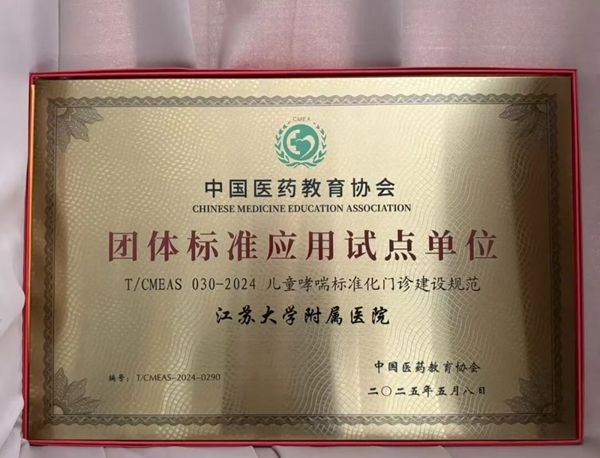 CMEA
中国医药教育协会
CHINESE MEDICINE EDUCATION ASSOCIATION
团体标准应用试点单位
T/CMEAS 030-2024 儿童哮喘标准化门诊建设规范
江苏大学附属医院
编号：T/CMEAS-2024-0290
中国医药教育协会
二〇二五年五月八日